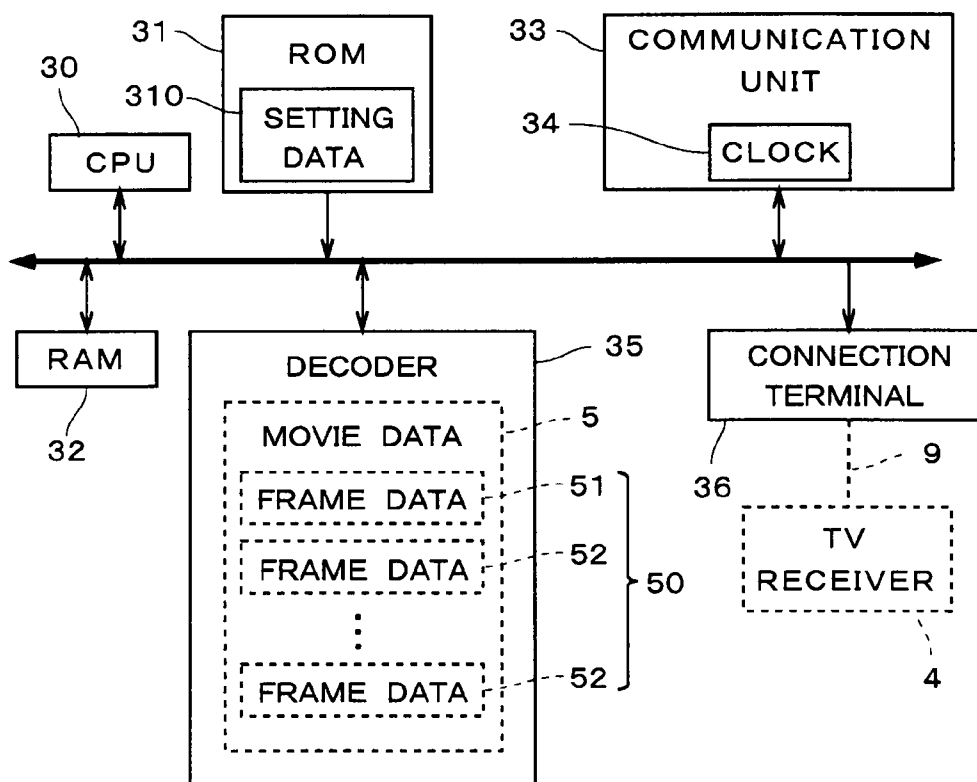 31
ROM
310
SETTING
DATA
30
CPU
33
COMMUNICATION
UNIT
34
CLOCK
RAM
32
DECODER
35
MOVIE DATA
5
FRAME DATA
51
FRAME DATA
52
FRAME DATA
52
50
CONNECTION
TERMINAL
36
9
TV
RECEIVER
4